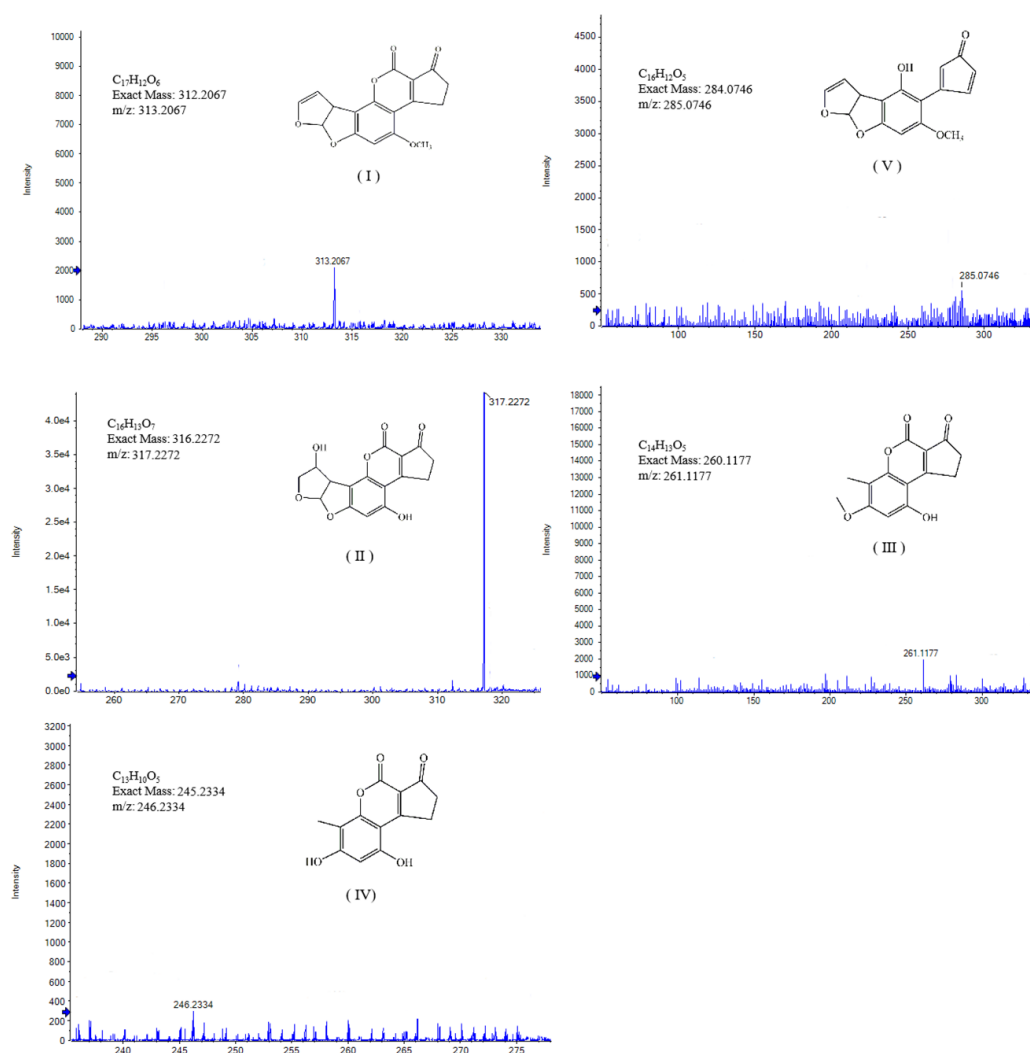 10000
9000
8000
7000
6000
5000
4000
3000
2000
1000
0
Intensity
C17H12O6
Exact Mass: 312.2067
m/z: 313.2067
O O
O
O
O
OCH3
( I )
313.2067
290 295 300 305 310 315 320 325 330
4500
4000
3500
3000
2500
2000
1500
1000
500
0
Intensity
C16H12O5
Exact Mass: 284.0746
m/z: 285.0746
O
OH
O
O
OCH3
( V )
285.0746
100 150 200 250 300
4.0e4
3.5e4
3.0e4
2.5e4
2.0e4
1.5e4
1.0e4
5.0e3
0.0e0
Intensity
C16H13O7
Exact Mass: 316.2272
m/z: 317.2272
O O
OH
O
O
O
OH
( II )
317.2272
260 270 280 290 300 310 320
18000
17000
16000
15000
14000
13000
12000
11000
10000
9000
8000
7000
6000
5000
4000
3000
2000
1000
0
Intensity
C14H13O5
Exact Mass: 260.1177
m/z: 261.1177
O O
O
O
OH
( III )
261.1177
100 150 200 250 300
3200
3000
2800
2600
2400
2200
2000
1800
1600
1400
1200
1000
800
600
400
200
0
Intensity
C13H10O5
Exact Mass: 245.2334
m/z: 246.2334
O O
O
HO OH
( IV)
246.2334
240 245 250 255 260 265 270 275